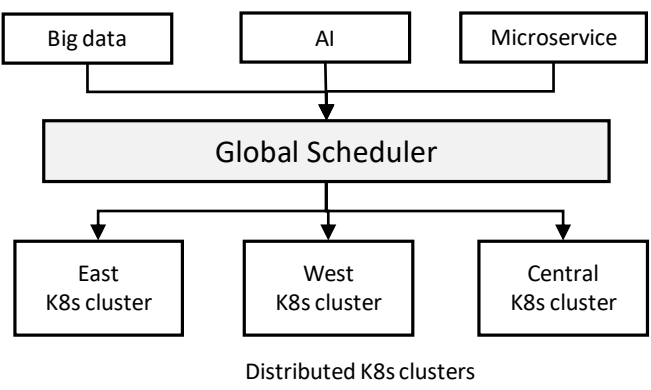 Big data
AI
Microservice
Global Scheduler
East
K8s cluster
West
K8s cluster
Central
K8s cluster
Distributed K8s clusters